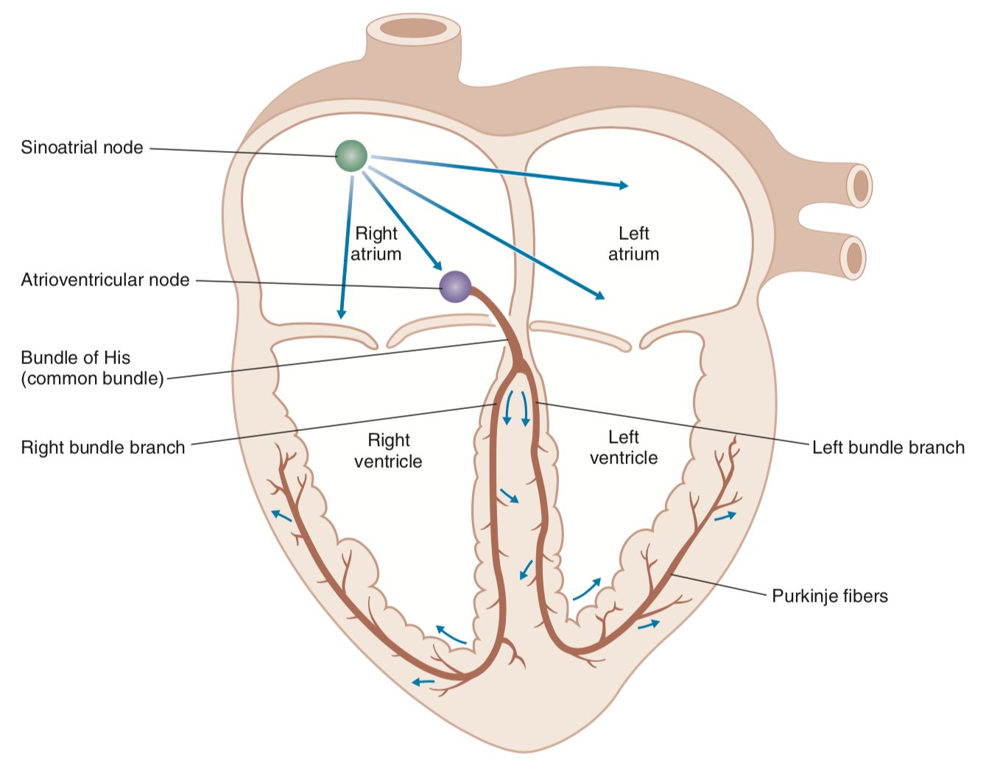 Sinoatrial node
Right
atrium
Left
atrium
Atrioventricular node
Bundle of His
(common bundle)
Right bundle branch
Right
ventricle
Left
ventricle
Left bundle branch
Purkinje fibers